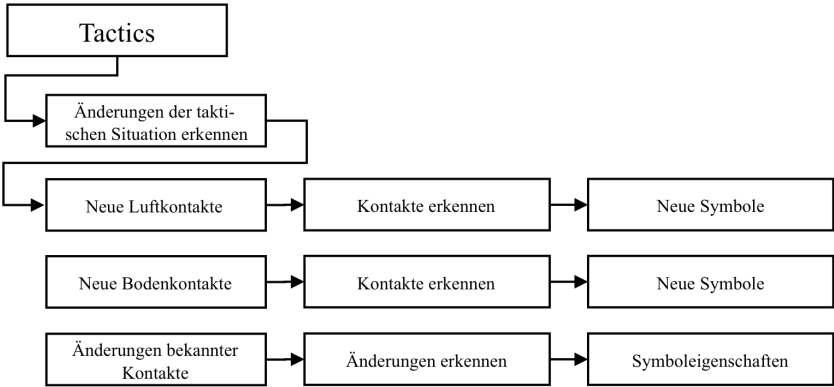 Tactics
Änderungen der takti-
schen Situation erkennen
Neue Luftkontakte
Kontakte erkennen
Neue Symbole
Neue Bodenkontakte
Kontakte erkennen
Neue Symbole
Änderungen bekannter
Kontakte
Änderungen erkennen
Symboleigenschaften